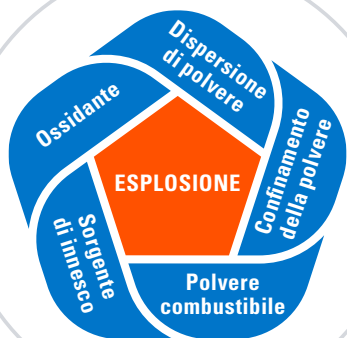 Dispersione
di polvere
Ossidante
Confinamento
della polvere
ESPLOSIONE
Sorgente
di innesco
Polvere
combustibile